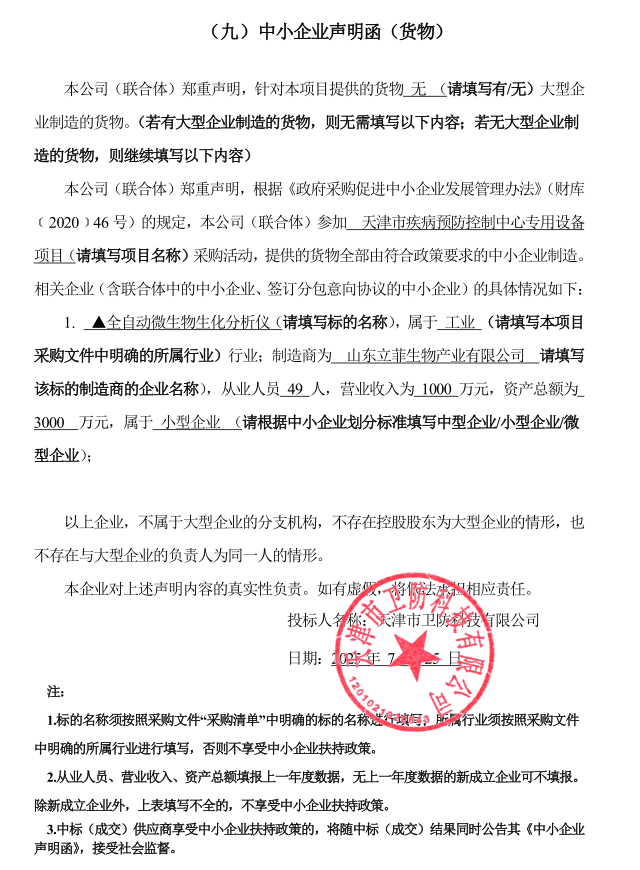 （九）中小企业声明函（货物）
本公司（联合体）郑重声明，针对本项目提供的货物 无 （请填写有/无）大型企
业制造的货物。（若有大型企业制造的货物，则无需填写以下内容；若无大型企业制
造的货物，则继续填写以下内容）
本公司（联合体）郑重声明，根据《政府采购促进中小企业发展管理办法》（财库
﹝2020﹞46 号）的规定，本公司（联合体）参加 天津市疾病预防控制中心专用设备
项目（请填写项目名称）采购活动，提供的货物全部由符合政策要求的中小企业制造。
相关企业（含联合体中的中小企业、签订分包意向协议的中小企业）的具体情况如下：
1. ▲全自动微生物生化分析仪（请填写标的名称），属于 工业 （请填写本项目
采购文件中明确的所属行业）行业；制造商为 山东立菲生物产业有限公司 请填写
该标的制造商的企业名称），从业人员 49 人，营业收入为 1000 万元，资产总额为
3000 万元，属于 小型企业 （请根据中小企业划分标准填写中型企业/小型企业/微
型企业）；
以上企业，不属于大型企业的分支机构，不存在控股股东为大型企业的情形，也
不存在与大型企业的负责人为同一人的情形。
本企业对上述声明内容的真实性负责。如有虚假，将依法承担相应责任。
投标人名称：天津市卫防科技有限公司
日期： 年 7 25 日
天津市卫防科技有限公司
注：
1.标的名称须按照采购文件“采购清单”中明确的标的名称进行填写；所属行业须按照采购文件
中明确的所属行业进行填写，否则不享受中小企业扶持政策。
2.从业人员、营业收入、资产总额填报上一年度数据，无上一年度数据的新成立企业可不填报。
除新成立企业外，上表填写不全的，不享受中小企业扶持政策。
3.中标（成交）供应商享受中小企业扶持政策的，将随中标（成交）结果同时公告其《中小企业
声明函》，接受社会监督。